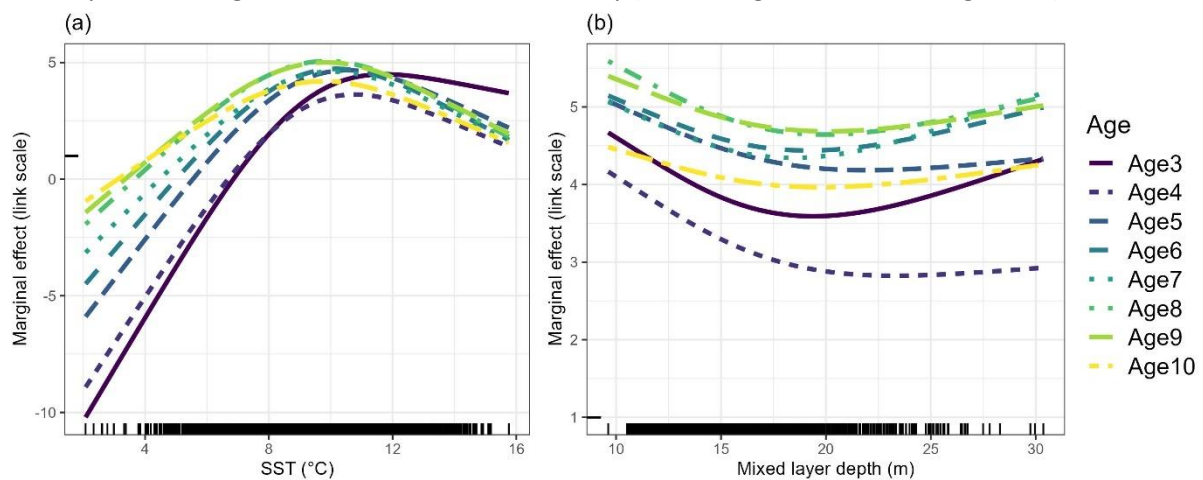 (a) (b)
Marginal effect (link scale)
5
0
-5
-10
4 8 12 16
SST (°C)
Marginal effect (link scale)
5
4
3
2
1
10 15 20 25 30
Mixed layer depth (m)
Age
Age3
Age4
Age5
Age6
Age7
Age8
Age9
Age10